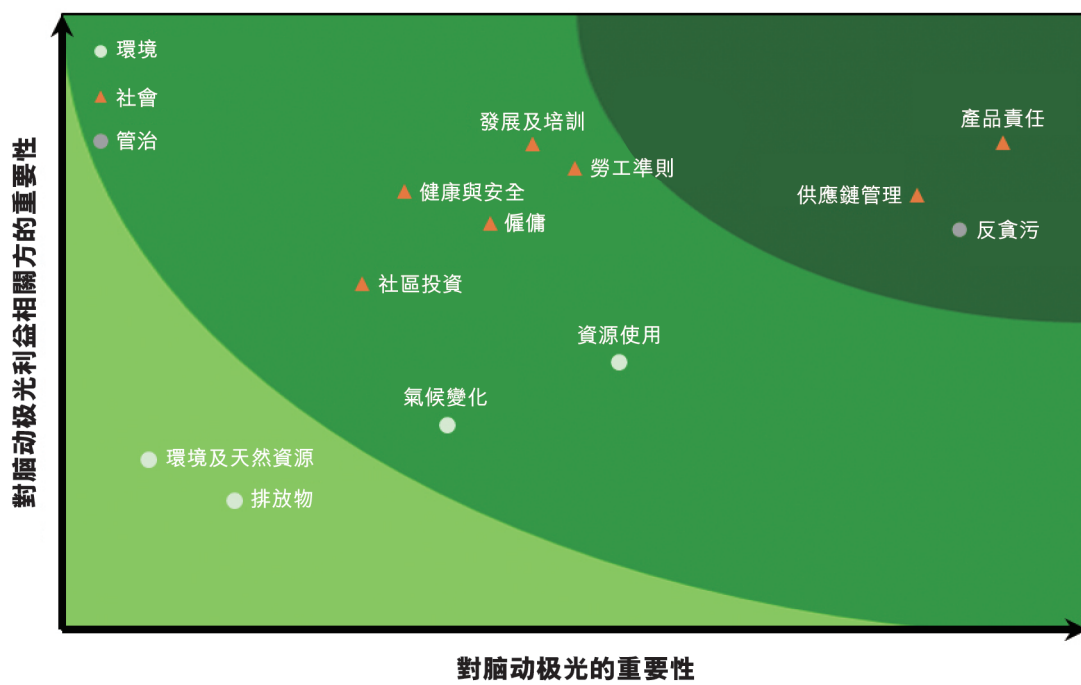 環境
社會
管治
發展及培訓
產品責任
勞工準則
健康與安全
供應鏈管理
僱傭
反貪污
社區投資
資源使用
氣候變化
環境及天然資源
排放物
對脑动极光利益相關方的重要性
對脑动极光的重要性